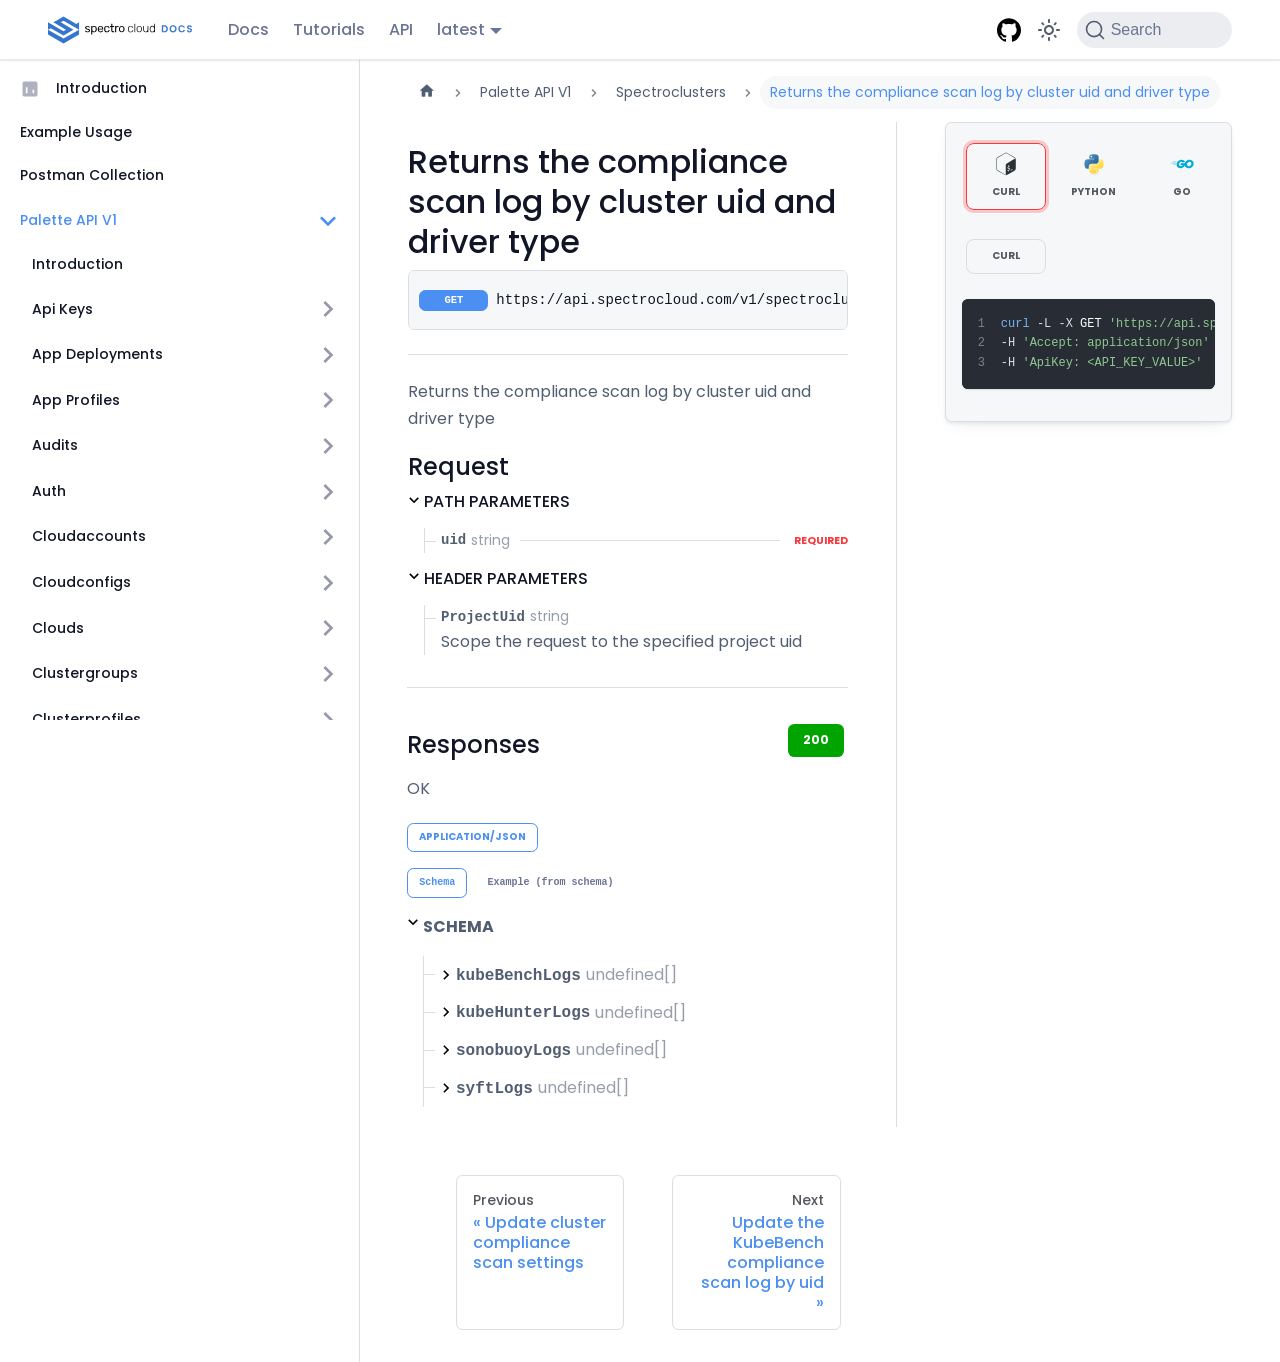 spectro cloud DOCS
Docs
Tutorials
API
latest
Search
Introduction
Example Usage
Postman Collection
Palette API V1
Introduction
Api Keys
App Deployments
App Profiles
Audits
Auth
Cloudaccounts
Cloudconfigs
Clouds
Clustergroups
Clusterprofiles
Palette API V1
Spectroclusters
Returns the compliance scan log by cluster uid and driver type
Returns the compliance
scan log by cluster uid and
driver type
GET https://api.spectrocloud.com/v1/spectroclu
Returns the compliance scan log by cluster uid and
driver type
Request
PATH PARAMETERS
uid string REQUIRED
HEADER PARAMETERS
ProjectUid string
Scope the request to the specified project uid
Responses
200
OK
APPLICATION/JSON
Schema
Example (from schema)
SCHEMA
kubeBenchLogs undefined[]
kubeHunterLogs undefined[]
sonobuoyLogs undefined[]
syftLogs undefined[]
CURL
PYTHON
GO
GO
CURL
1 curl -L -X GET 'https://api.sp
2 -H 'Accept: application/json'
3 -H 'ApiKey: <API_KEY_VALUE>'
Previous
« Update cluster
compliance
scan settings
Next
Update the
KubeBench
compliance
scan log by uid
»